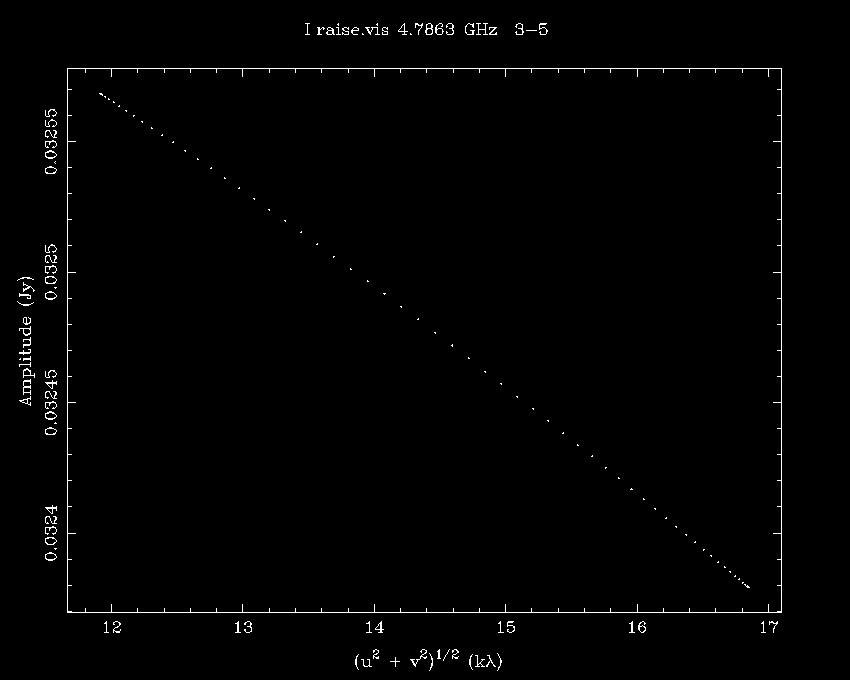 I raise.vis 4.7863 GHz 3−5
0.03255
0.0325
0.03245
0.0324
Amplitude (Jy)
12 13 14 15 16 17
(u² + v²)¹/² (kλ)